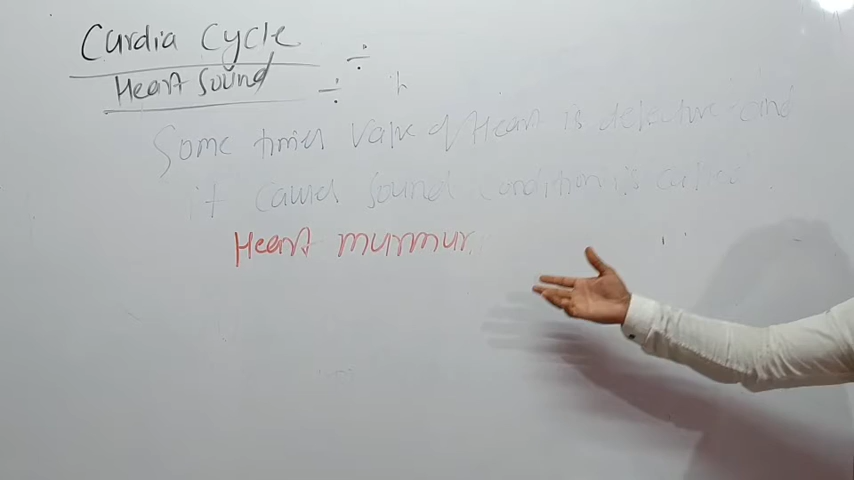 Cardia Cycle ÷
Heart Sound ÷ h
Some times Valve of Heart is defective and
it caused Sound Condition is called
Heart murmur.